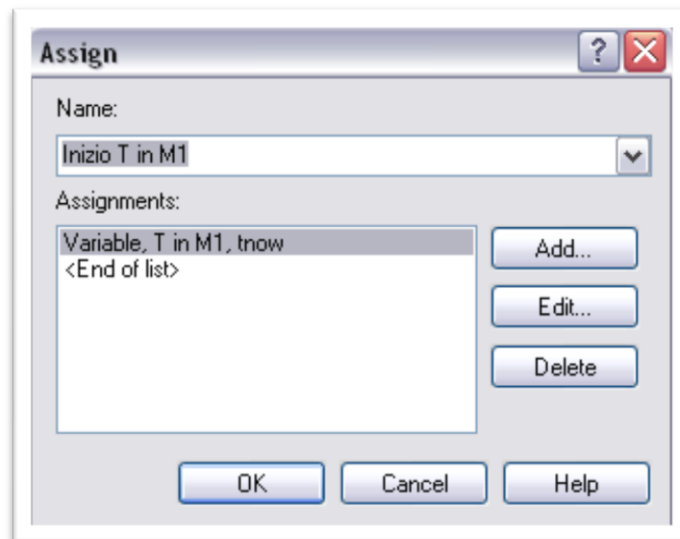 Assign
Name:
Inizio T in M1
Assignments:
Variable, T in M1, tnow
<End of list>
Add...
Edit...
Delete
OK Cancel Help